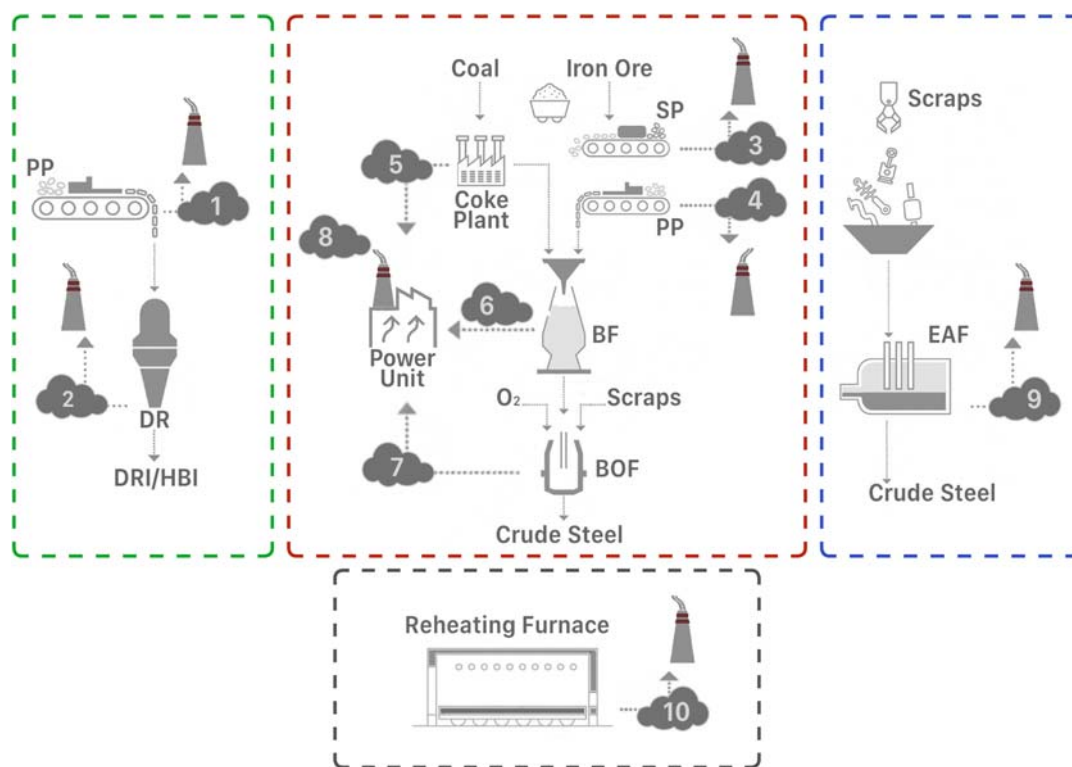 PP
1
2
DR
DRI/HBI
Coal
Iron Ore
SP
3
5
Coke
Plant
4
PP
8
6
BF
Power
Unit
O₂
Scraps
7
BOF
Crude Steel
Scraps
EAF
9
Crude Steel
Reheating Furnace
10